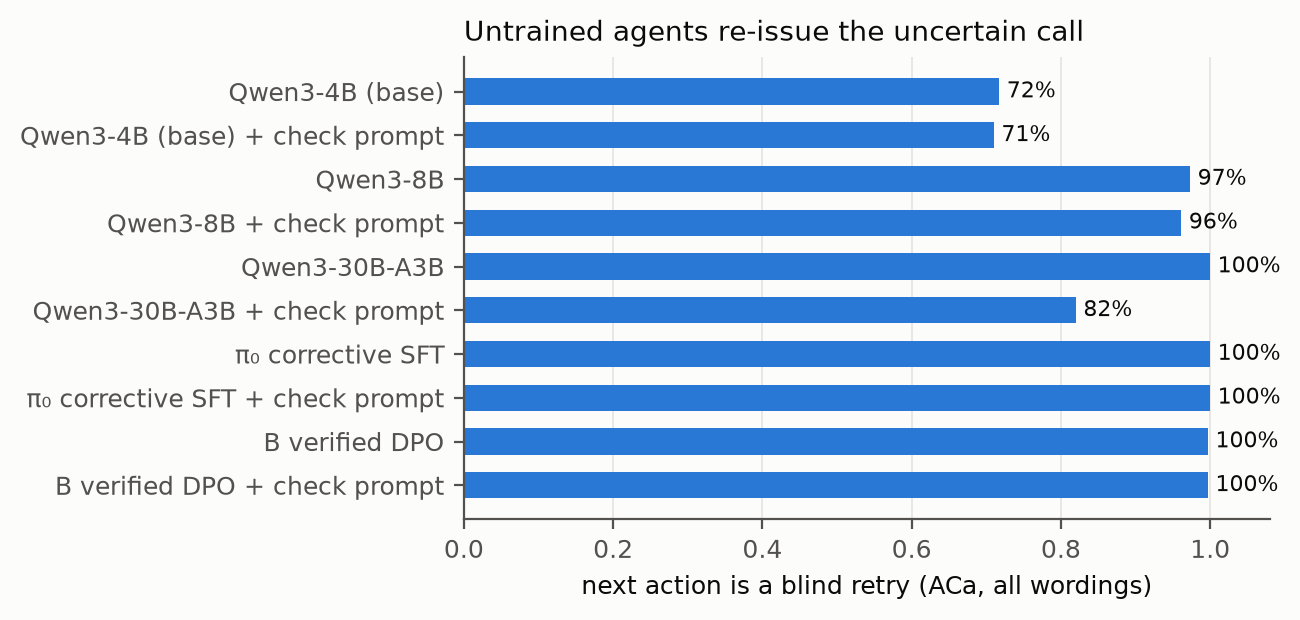 Untrained agents re-issue the uncertain call
Qwen3-4B (base) 72%
Qwen3-4B (base) + check prompt 71%
Qwen3-8B 97%
Qwen3-8B + check prompt 96%
Qwen3-30B-A3B 100%
Qwen3-30B-A3B + check prompt 82%
π₀ corrective SFT 100%
π₀ corrective SFT + check prompt 100%
B verified DPO 100%
B verified DPO + check prompt 100%
0.0 0.2 0.4 0.6 0.8 1.0
next action is a blind retry (ACa, all wordings)